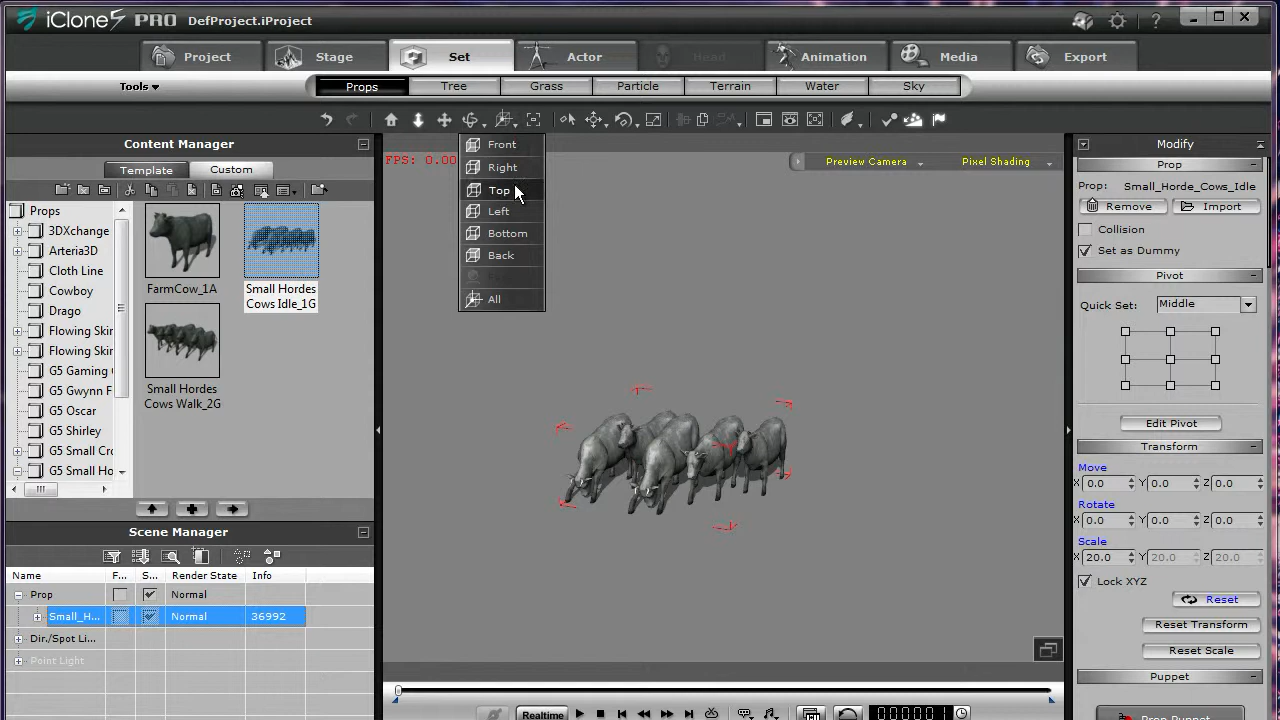 iClone5 PRO DefProject.iProject
Project Stage Set Actor Head Animation Media Export
Tools Props Tree Grass Particle Terrain Water Sky
Content Manager
Template Custom
Props
3DXchange
Arteria3D
Cloth Line
Cowboy
Drago
Flowing Skir
Flowing Skir
G5 Gaming
G5 Gwynn F
G5 Oscar
G5 Shirley
G5 Small Cro
G5 Small Ho
FarmCow_1A
Small Hordes
Cows Idle_1G
Small Hordes
Cows Walk_2G
Scene Manager
Name F... S... Render State Info
Prop Normal
Small_H... Normal 36992
Dir./Spot Li...
Point Light
FPS: 0.00
Front
Right
Top
Left
Bottom
Back
All
Preview Camera Pixel Shading
Realtime
Modify
Prop
Prop: Small_Horde_Cows_Idle
Remove Import
Collision
Set as Dummy
Pivot
Quick Set: Middle
Edit Pivot
Transform
Move
X 0.0 Y 0.0 Z 0.0
Rotate
X 0.0 Y 0.0 Z 0.0
Scale
X 20.0 Y 20.0 Z 20.0
Lock XYZ
Reset
Reset Transform
Reset Scale
Puppet
Prop Puppet